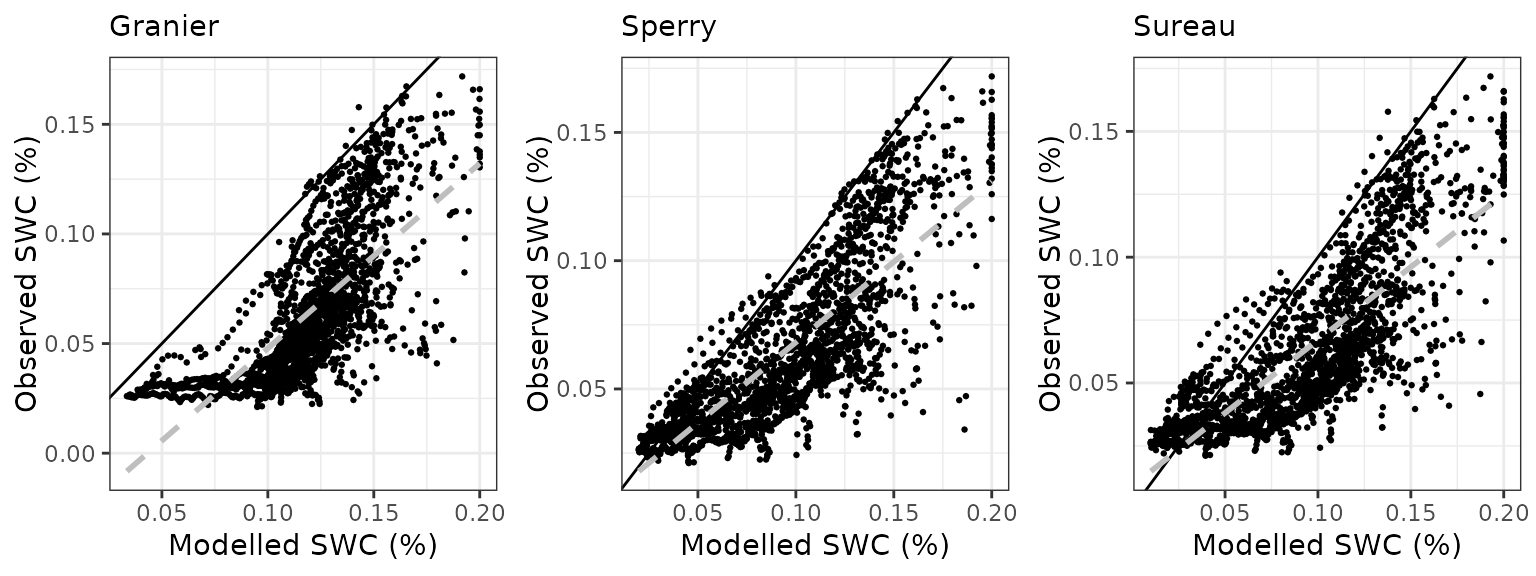 Granier
Sperry
Sureau
Observed SWC (%)
0.15
0.10
0.05
0.00
0.05 0.10 0.15 0.20
Modelled SWC (%)
Observed SWC (%)
0.15
0.10
0.05
0.05 0.10 0.15 0.20
Modelled SWC (%)
Observed SWC (%)
0.15
0.10
0.05
0.05 0.10 0.15 0.20
Modelled SWC (%)